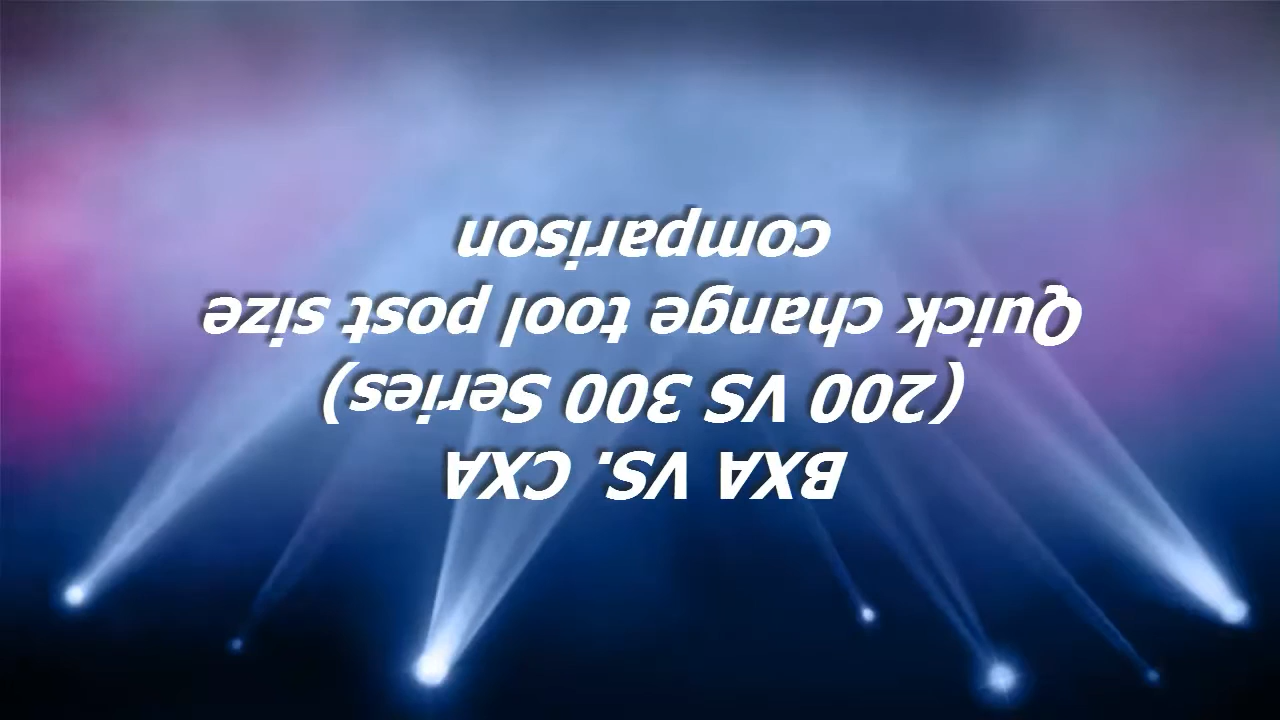 BXA VS. CXA
(200 VS 300 Series)
Quick change tool post size
comparison